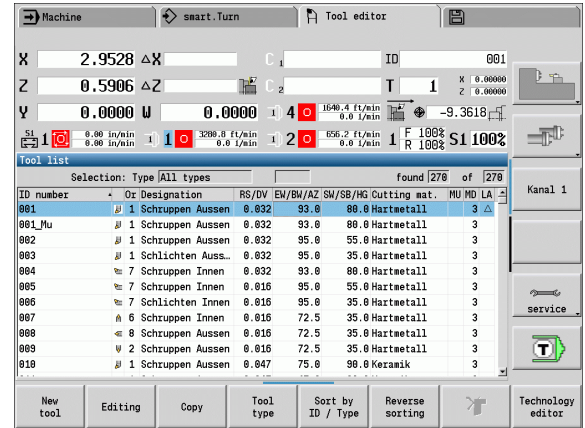 Machine smart.Turn Tool editor
X 2.9528 △X C 1 ID 001
Z 0.5906 △Z C 2 T 1 X 0.00000
Z 0.00000
Y 0.0000 W 0.0000 1) 4 0 1640.4 ft/min
0.0 1/min -9.3618
S1 1 0.00 in/min
0.00 in/min 1) 1 0 3280.8 ft/min
0.0 1/min 1) 2 0 656.2 ft/min
0.0 1/min 1 F 100%
R 100% S1 100%
Tool list
Selection: Type All types found 270 of 270
ID number Or Designation RS/DV EW/BW/AZ SW/SB/HG Cutting mat. MU MD LA
001 1 Schruppen Aussen 0.032 93.0 80.0 Hartmetall 3 △
001_Mu 1 Schruppen Aussen 0.032 93.0 80.0 Hartmetall 3
002 1 Schruppen Aussen 0.032 95.0 55.0 Hartmetall 3
003 1 Schlichten Auss… 0.032 95.0 35.0 Hartmetall 3
004 7 Schruppen Innen 0.032 93.0 80.0 Hartmetall 3
005 7 Schruppen Innen 0.016 95.0 55.0 Hartmetall 3
006 7 Schlichten Innen 0.016 95.0 35.0 Hartmetall 3
007 6 Schruppen Innen 0.016 72.5 35.0 Hartmetall 3
008 8 Schruppen Aussen 0.016 72.5 35.0 Hartmetall 3
009 2 Schruppen Aussen 0.016 72.5 35.0 Hartmetall 3
010 1 Schruppen Aussen 0.047 75.0 90.0 Keramik 3
Kanal 1
service
T
New
tool
Editing
Copy
Tool
type
Sort by
ID / Type
Reverse
sorting
Technology
editor